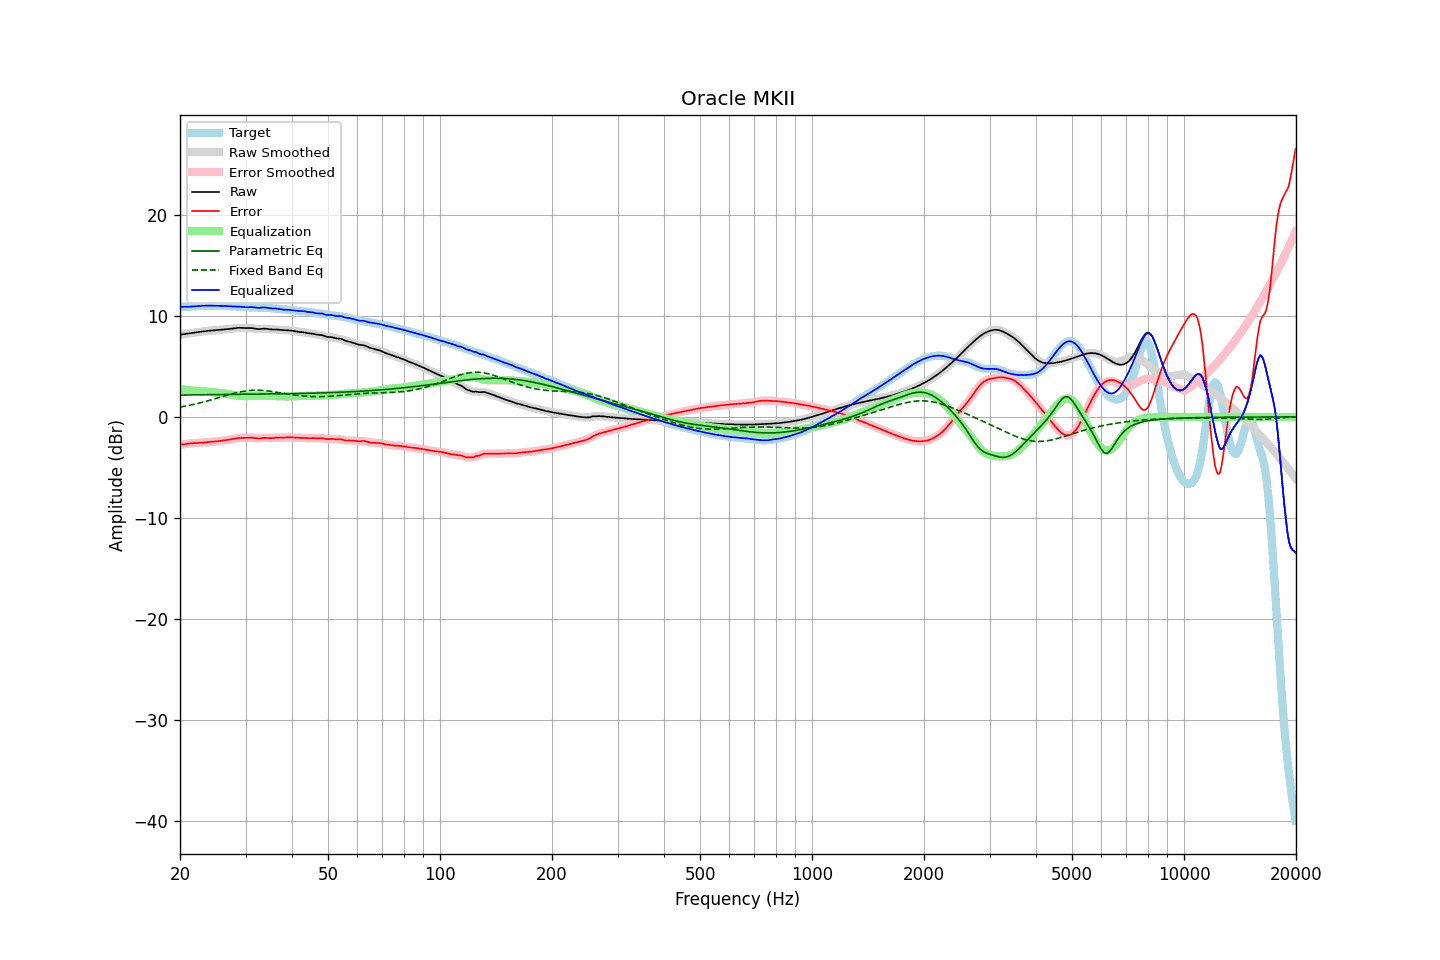 Oracle MKII
Target
Raw Smoothed
Error Smoothed
Raw
Error
Equalization
Parametric Eq
Fixed Band Eq
Equalized
20
10
0
−10
−20
−30
−40
Amplitude (dBr)
20 50 100 200 500 1000 2000 5000 10000 20000
Frequency (Hz)